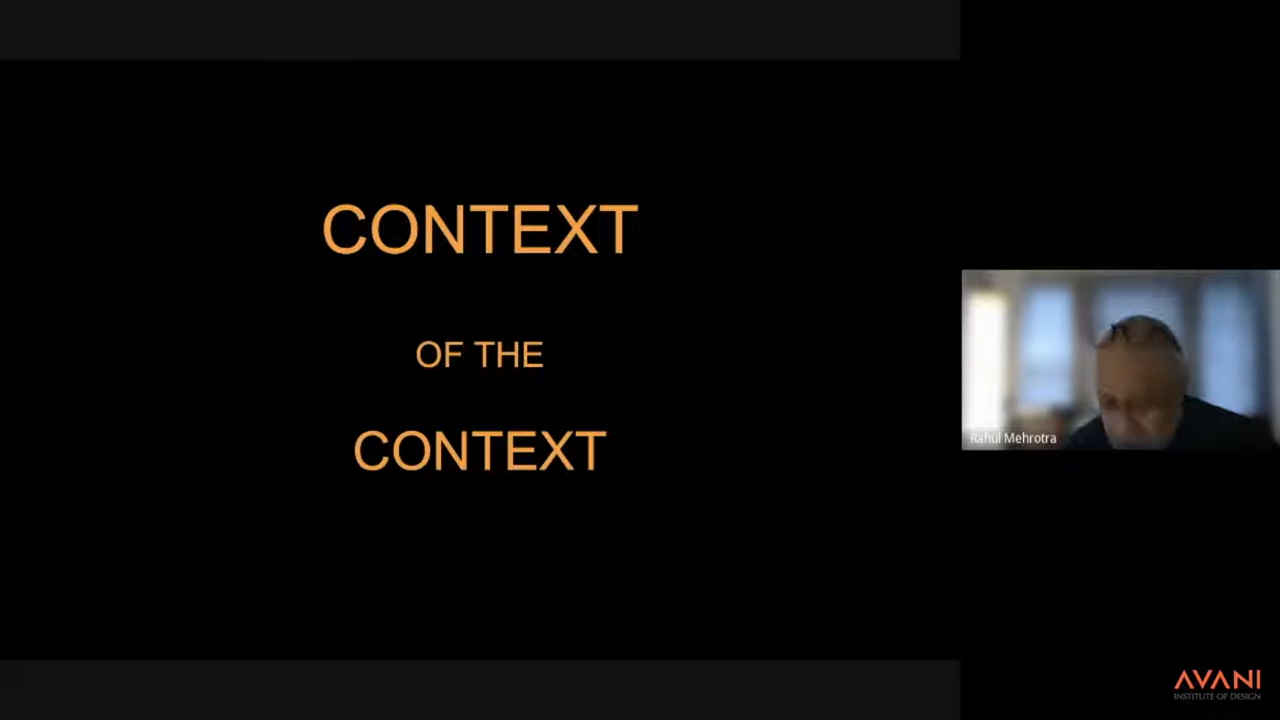 CONTEXT
OF THE
CONTEXT
Rahul Mehrotra
AVANI
INSTITUTE OF DESIGN